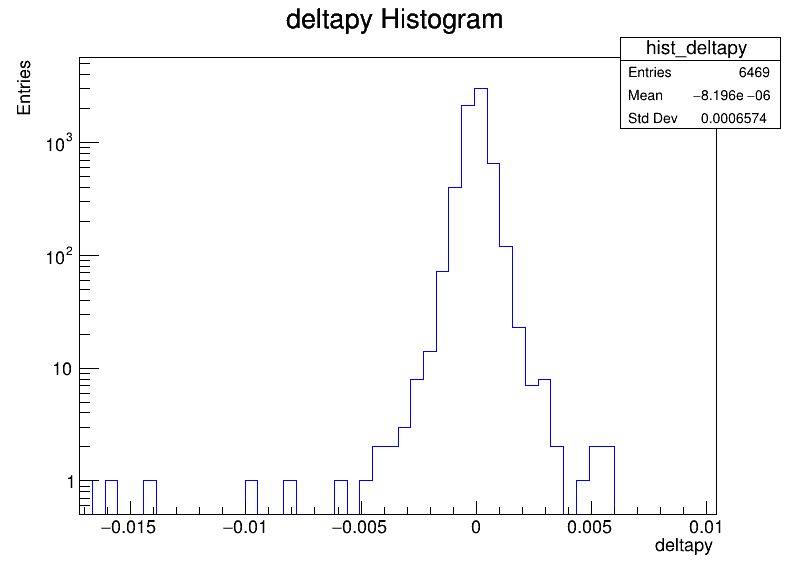 deltapy Histogram
hist_deltapy
Entries 6469
Mean −8.196e−06
Std Dev 0.0006574
Entries
10³
10²
10
1
−0.015 −0.01 −0.005 0 0.005 0.01
deltapy